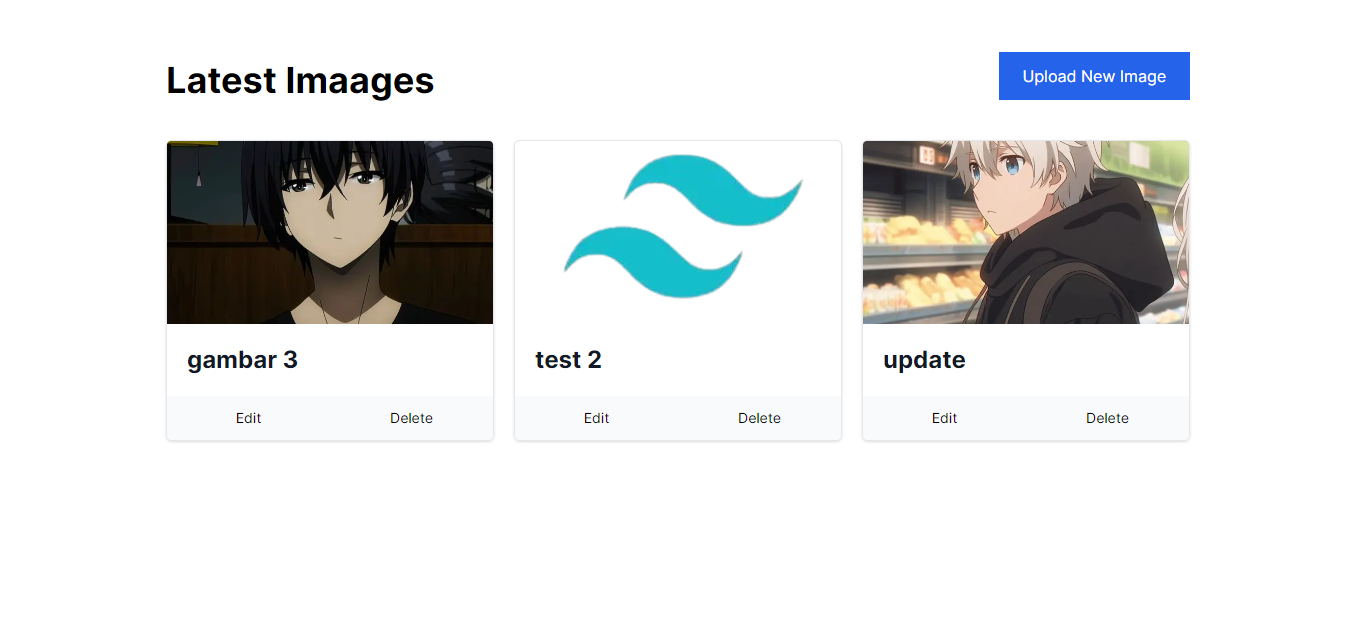 Latest Imaages
Upload New Image
gambar 3
test 2
update
Edit
Delete
Edit
Delete
Edit
Delete